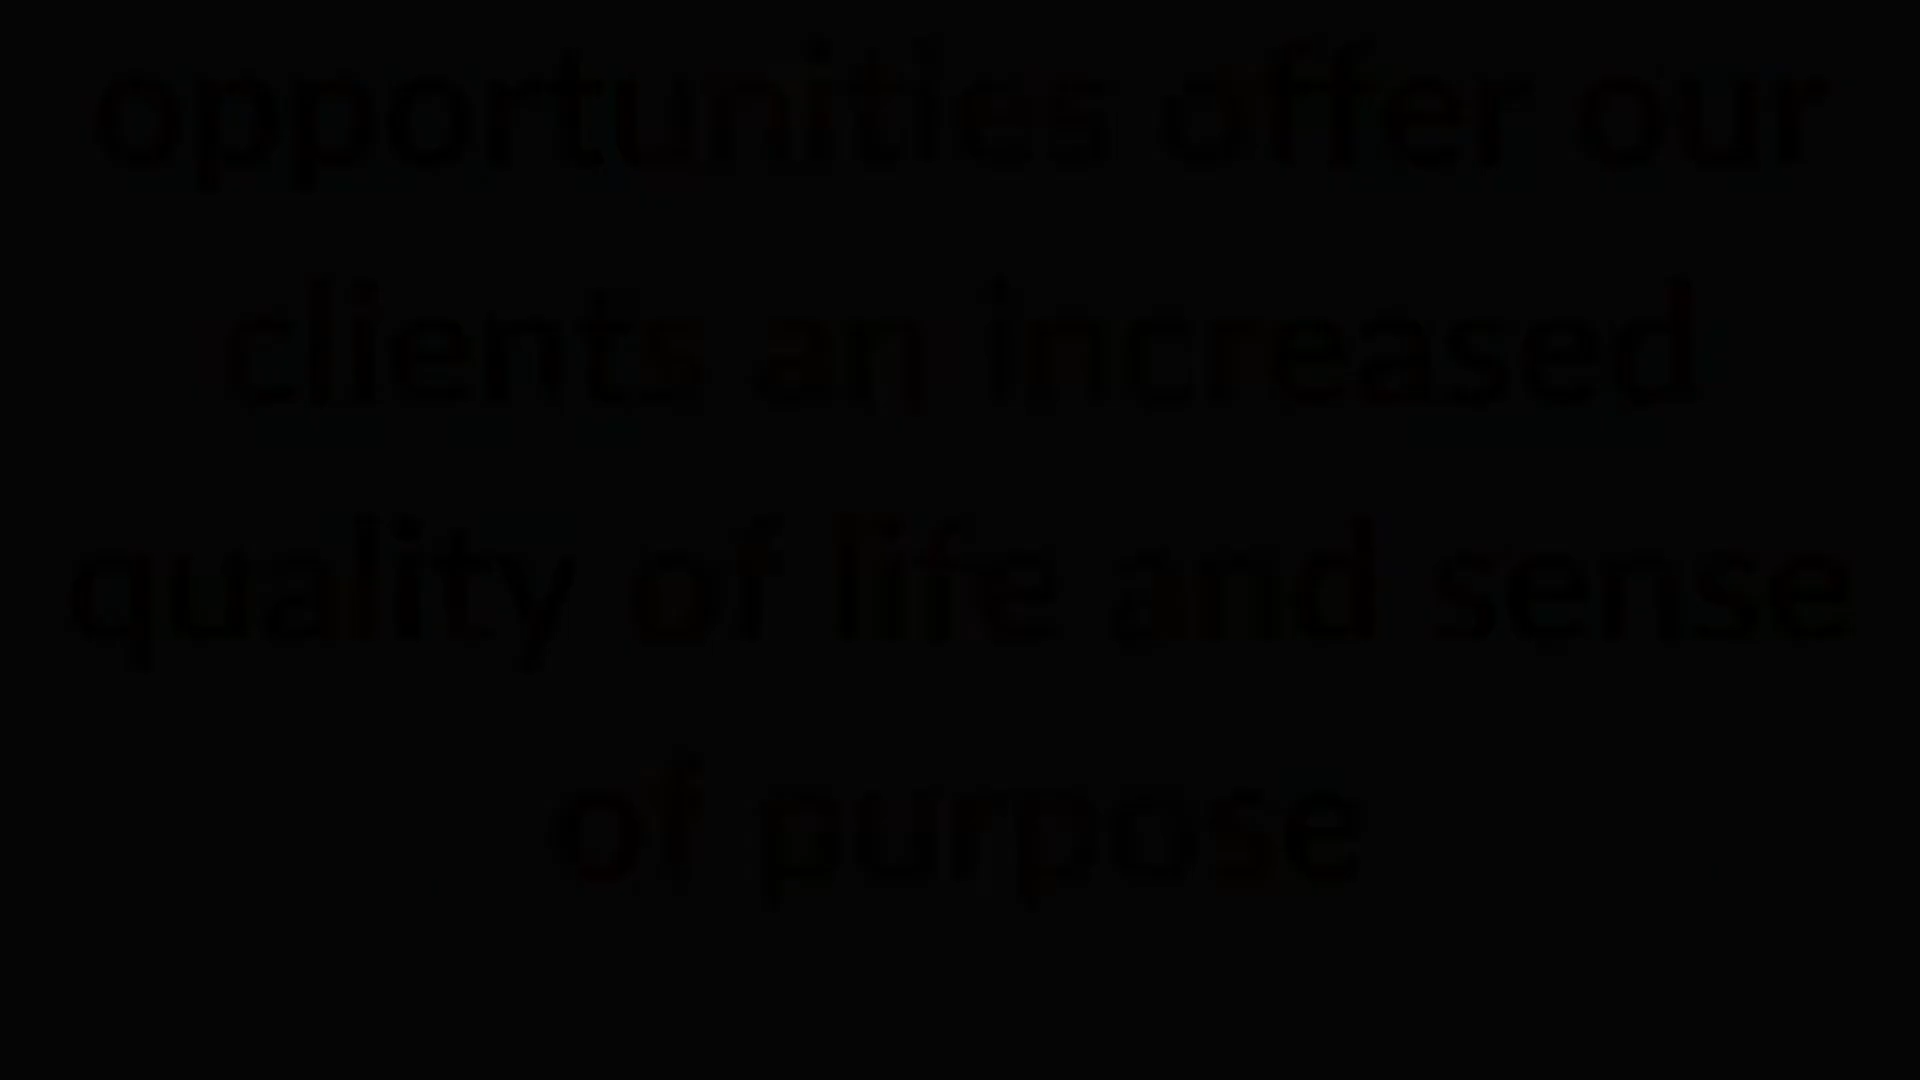 opportunities offer our
clients an increased
quality of life and sense
of purpose